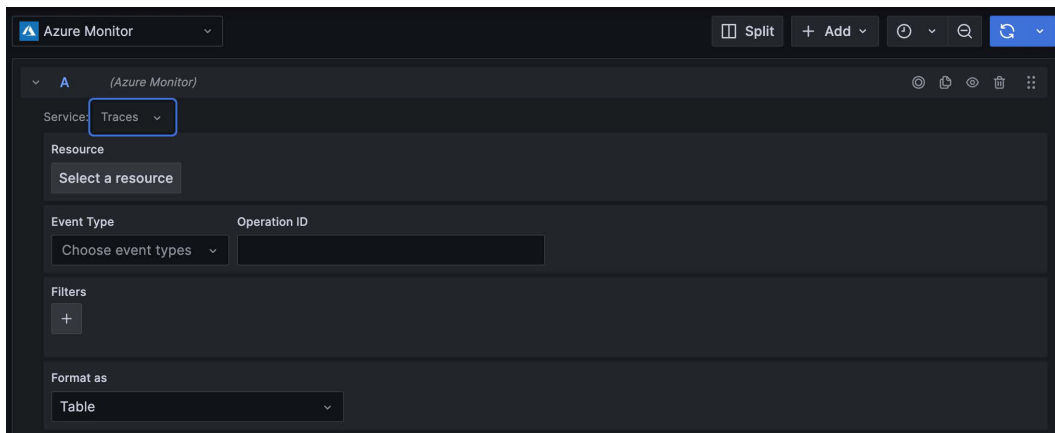 Azure Monitor
Split
Add
A
(Azure Monitor)
Service:
Traces
Resource
Select a resource
Event Type
Operation ID
Choose event types
Filters
Format as
Table